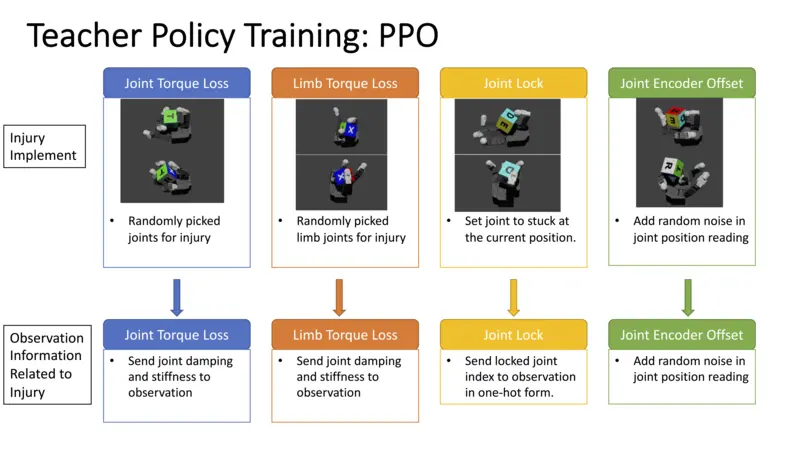 Teacher Policy Training: PPO
Joint Torque Loss
Limb Torque Loss
Joint Lock
Joint Encoder Offset
Injury
Implement
• Randomly picked
joints for injury
• Randomly picked
limb joints for injury
• Set joint to stuck at
the current position.
• Add random noise in
joint position reading
Observation
Information
Related to
Injury
Joint Torque Loss
Limb Torque Loss
Joint Lock
Joint Encoder Offset
• Send joint damping
and stiffness to
observation
• Send joint damping
and stiffness to
observation
• Send locked joint
index to observation
in one-hot form.
• Add random noise in
joint position reading